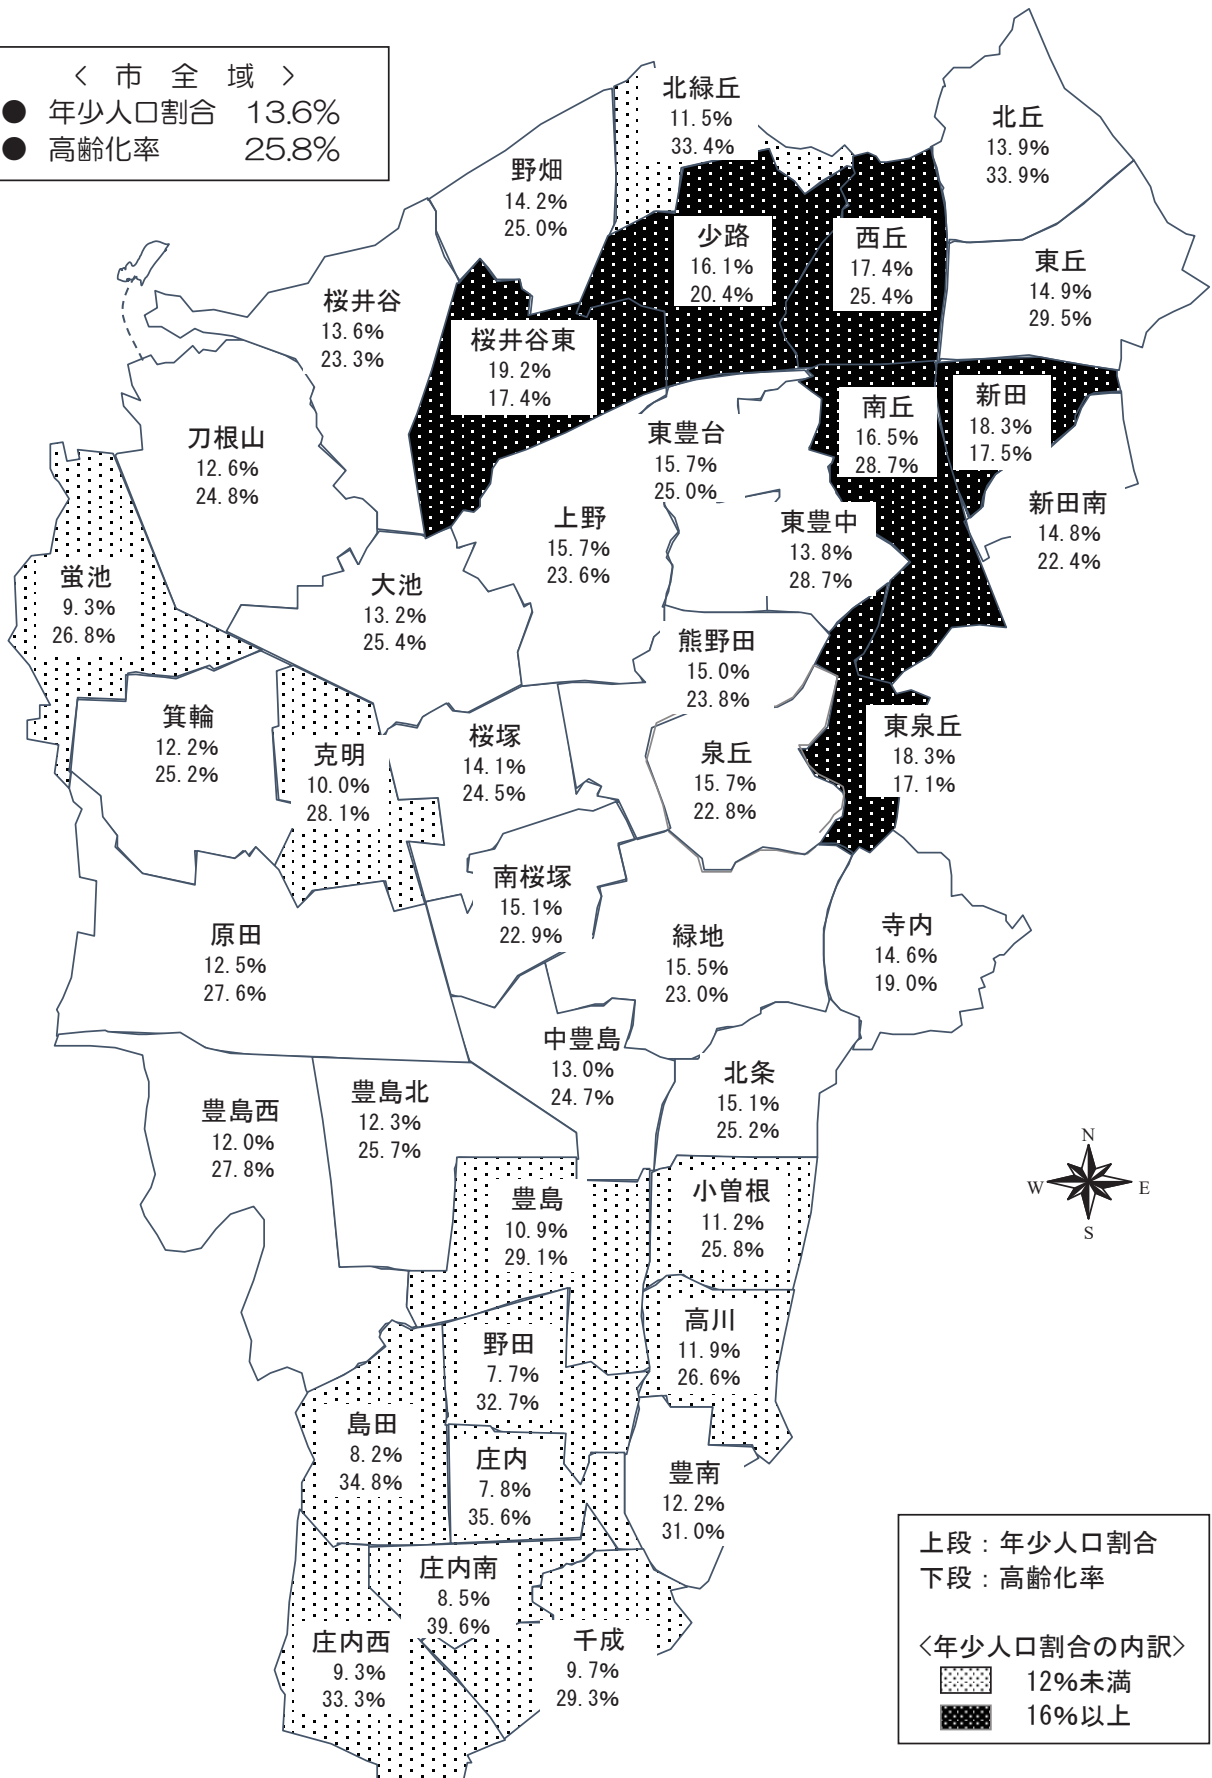 〈 市 全 域 〉
● 年少人口割合 13.6%
● 高齢化率 25.8%
北緑丘
11.5%
33.4%
北丘
13.9%
33.9%
野畑
14.2%
25.0%
少路
16.1%
20.4%
西丘
17.4%
25.4%
東丘
14.9%
29.5%
桜井谷
13.6%
23.3%
桜井谷東
19.2%
17.4%
南丘
16.5%
28.7%
新田
18.3%
17.5%
刀根山
12.6%
24.8%
東豊台
15.7%
25.0%
新田南
14.8%
22.4%
上野
15.7%
23.6%
東豊中
13.8%
28.7%
蛍池
9.3%
26.8%
大池
13.2%
25.4%
熊野田
15.0%
23.8%
箕輪
12.2%
25.2%
克明
10.0%
28.1%
桜塚
14.1%
24.5%
泉丘
15.7%
22.8%
東泉丘
18.3%
17.1%
南桜塚
15.1%
22.9%
原田
12.5%
27.6%
緑地
15.5%
23.0%
寺内
14.6%
19.0%
中豊島
13.0%
24.7%
北条
15.1%
25.2%
豊島西
12.0%
27.8%
豊島北
12.3%
25.7%
豊島
10.9%
29.1%
小曽根
11.2%
25.8%
N
W
E
S
高川
11.9%
26.6%
野田
7.7%
32.7%
島田
8.2%
34.8%
庄内
7.8%
35.6%
豊南
12.2%
31.0%
庄内南
8.5%
39.6%
庄内西
9.3%
33.3%
千成
9.7%
29.3%
上段：年少人口割合
下段：高齢化率
〈年少人口割合の内訳〉
12%未満
16%以上